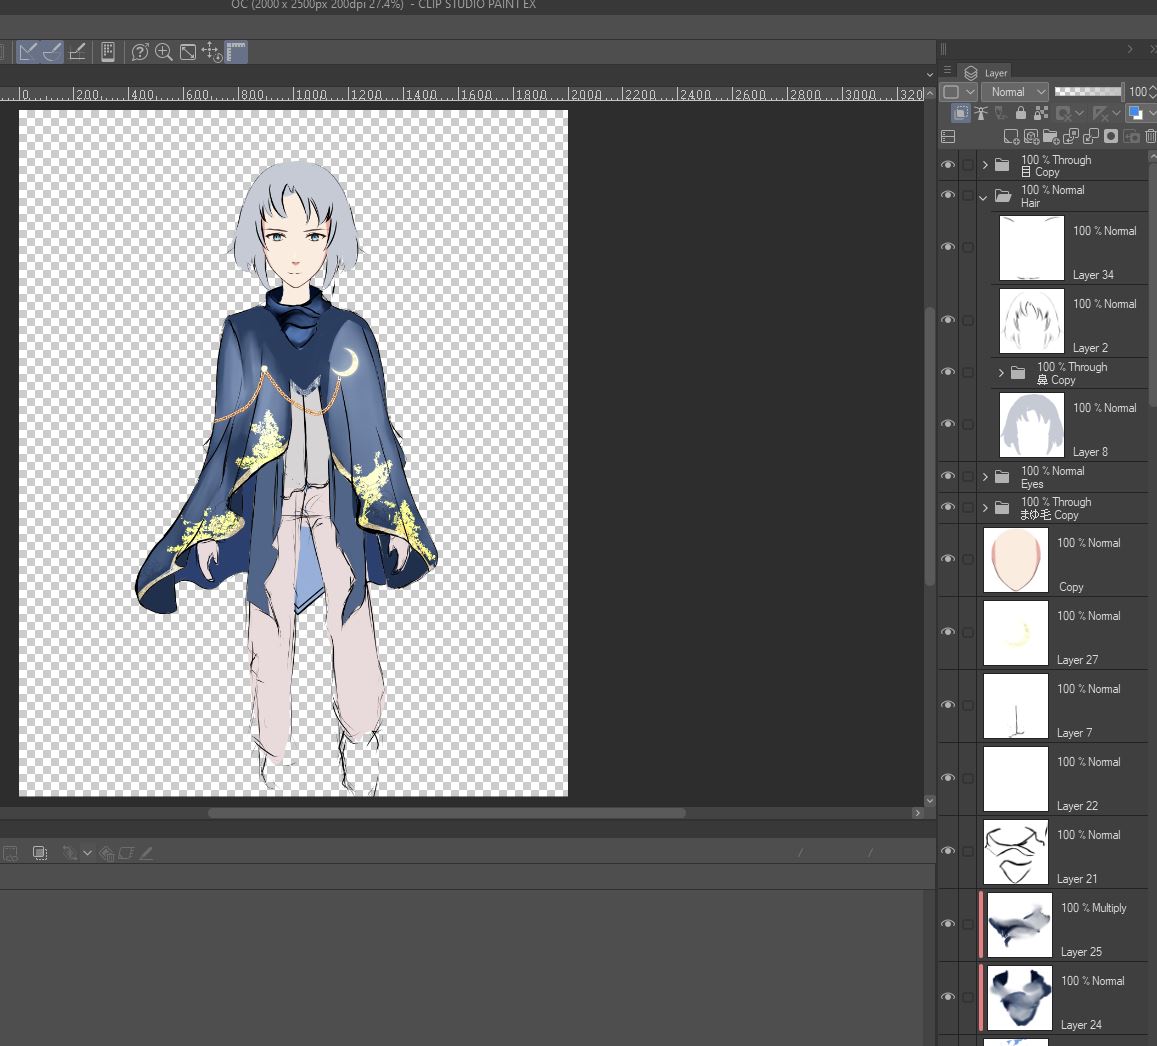 OC (2000 x 2500px 200dpi 27.4%) - CLIP STUDIO PAINT EX
Layer
Normal
100
0 200 400 600 800 1000 1200 1400 1600 1800 2000 2200 2400 2600 2800 3000 320
100 % Through
目 Copy
100 % Normal
Hair
100 % Normal
Layer 34
100 % Normal
Layer 2
100 % Through
鼻 Copy
100 % Normal
Layer 8
100 % Normal
Eyes
100 % Through
まゆ毛 Copy
100 % Normal
Copy
100 % Normal
Layer 27
100 % Normal
Layer 7
100 % Normal
Layer 22
100 % Normal
Layer 21
100 % Multiply
Layer 25
100 % Normal
Layer 24